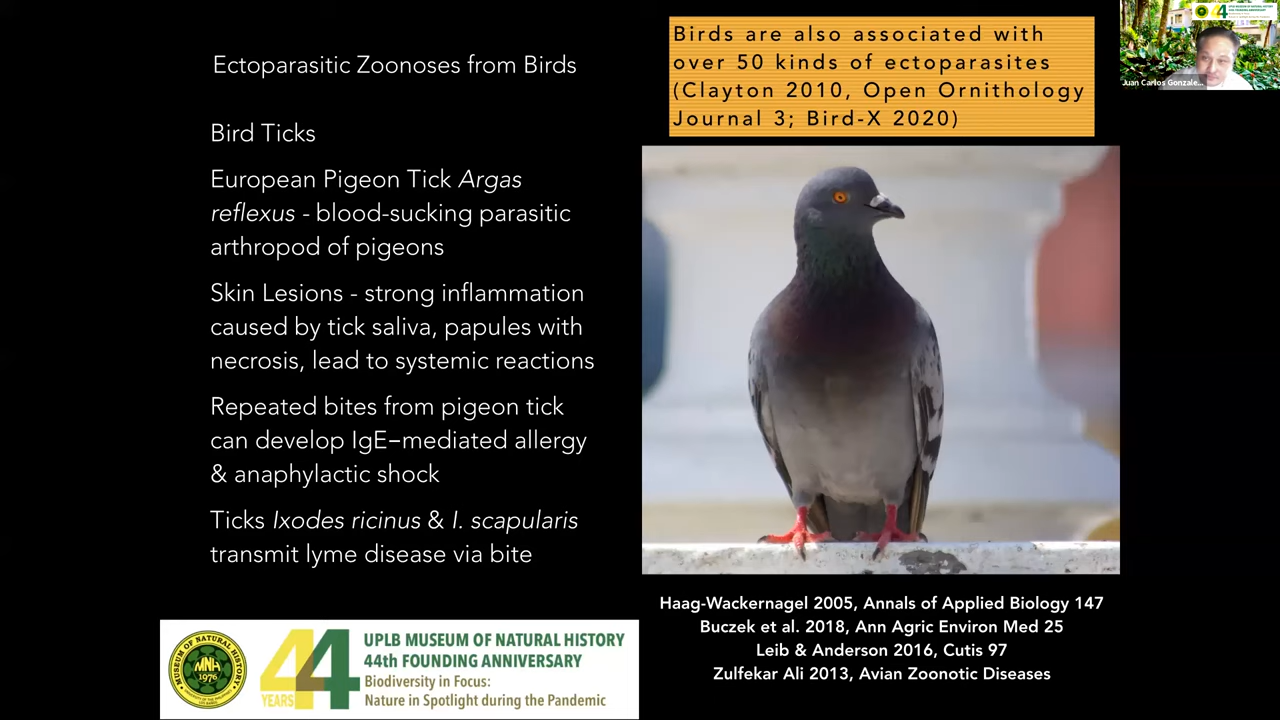 Ectoparasitic Zoonoses from Birds
Bird Ticks
European Pigeon Tick Argas
reflexus - blood-sucking parasitic
arthropod of pigeons
Skin Lesions - strong inflammation
caused by tick saliva, papules with
necrosis, lead to systemic reactions
Repeated bites from pigeon tick
can develop IgE–mediated allergy
& anaphylactic shock
Ticks Ixodes ricinus & I. scapularis
transmit lyme disease via bite
Birds are also associated with
over 50 kinds of ectoparasites
(Clayton 2010, Open Ornithology
Journal 3; Bird-X 2020)
Haag-Wackernagel 2005, Annals of Applied Biology 147
Buczek et al. 2018, Ann Agric Environ Med 25
Leib & Anderson 2016, Cutis 97
Zulfekar Ali 2013, Avian Zoonotic Diseases
MUSEUM OF NATURAL HISTORY
MNH
1976
44
YEARS
UPLB MUSEUM OF NATURAL HISTORY
44th FOUNDING ANNIVERSARY
Biodiversity in Focus:
Nature in Spotlight during the Pandemic
Juan Carlos Gonzale...